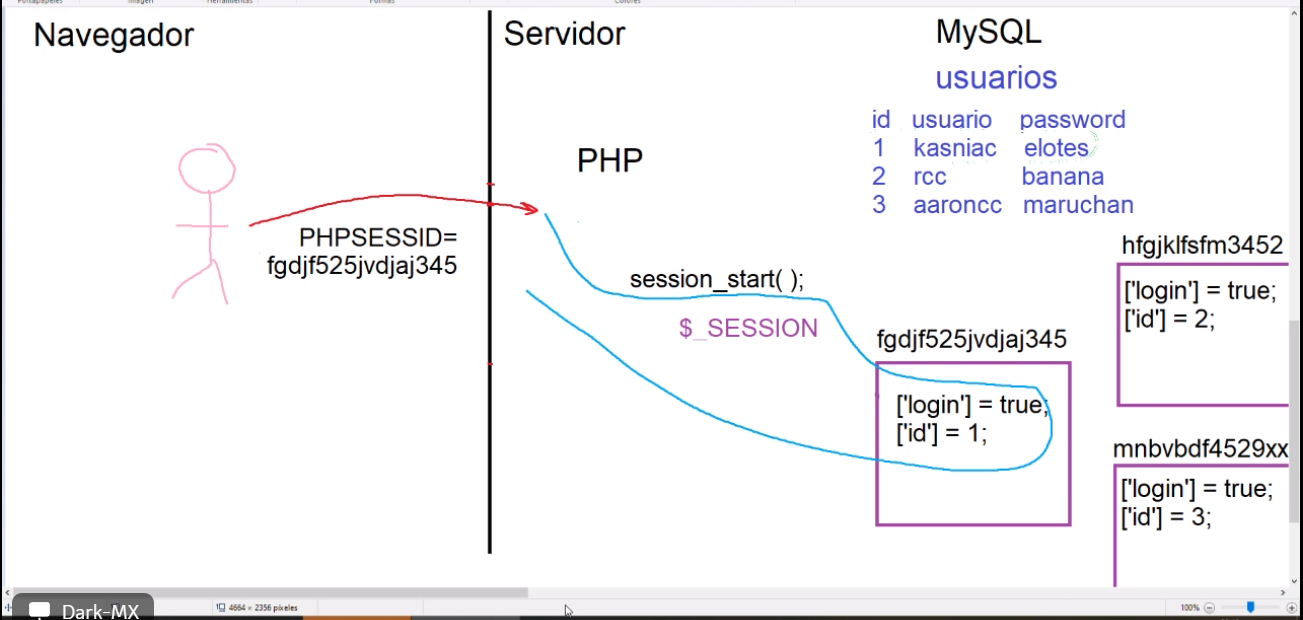 Portapapeles Imagen Herramientas Formas Colores
Navegador
Servidor
MySQL
usuarios
id usuario password
1 kasniac elotes
2 rcc banana
3 aaroncc maruchan
PHP
PHPSESSID=
fgdjf525jvdjaj345
session_start( );
$_SESSION
fgdjf525jvdjaj345
['login'] = true;
['id'] = 1;
hfgjklfsfm3452
['login'] = true;
['id'] = 2;
mnbvbdf4529xx
['login'] = true;
['id'] = 3;
Dark-MX
4664 × 2356 píxeles
100%